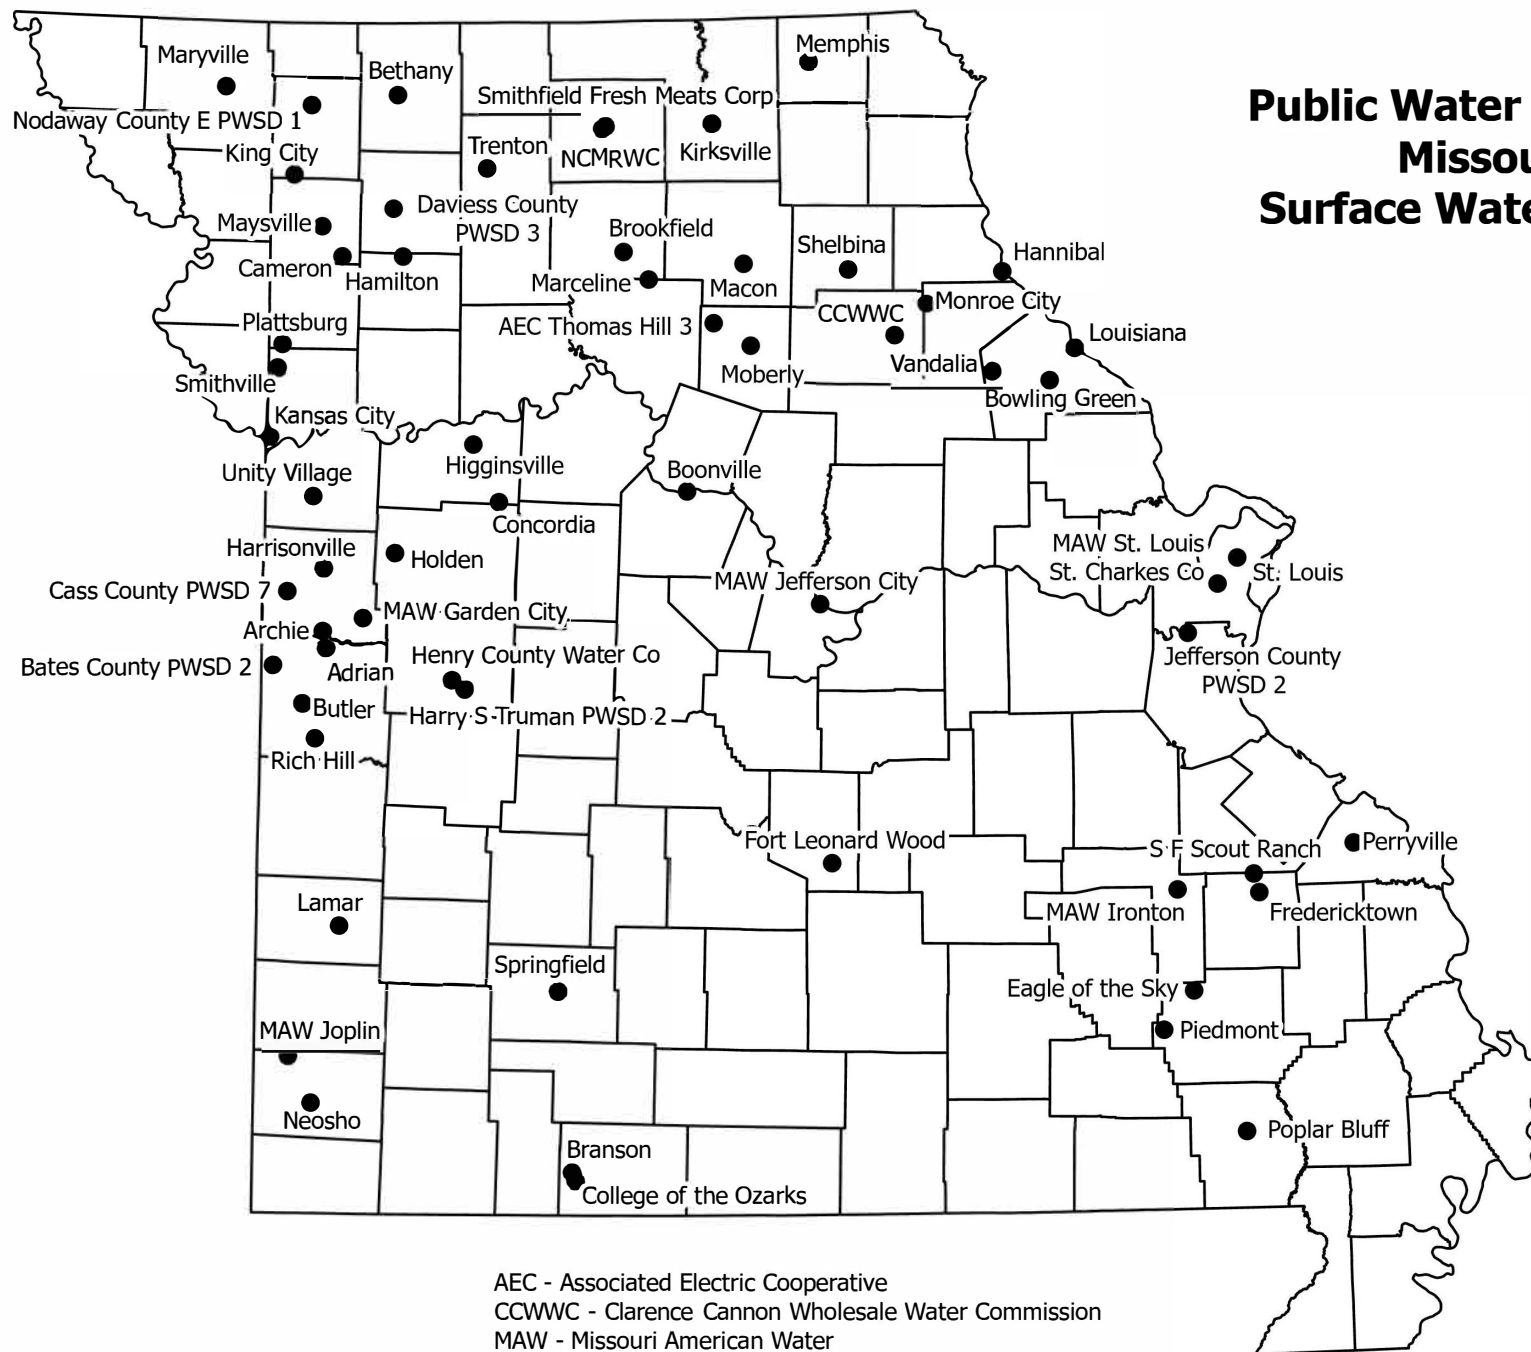 Public Water
Missou
Surface Wate
Maryville
Bethany
Memphis
Smithfield Fresh Meats Corp
Nodaway County E PWSD 1
King City
Trenton
NCMRWC
Kirksville
Maysville
Daviess County
PWSD 3
Brookfield
Shelbina
Hannibal
Cameron
Hamilton
Marceline
Macon
Monroe City
Plattsburg
AEC Thomas Hill 3
CCWWC
Louisiana
Smithville
Moberly
Vandalia
Bowling Green
Kansas City
Unity Village
Higginsville
Boonville
Concordia
Harrisonville
Holden
MAW St. Louis
St. Charkes Co
St. Louis
Cass County PWSD 7
MAW Garden City
MAW Jefferson City
Archie
Bates County PWSD 2
Adrian
Henry County Water Co
Jefferson County
PWSD 2
Butler
Harry S Truman PWSD 2
Rich Hill
Fort Leonard Wood
S F Scout Ranch
Perryville
Lamar
MAW Ironton
Fredericktown
Springfield
Eagle of the Sky
MAW Joplin
Piedmont
Neosho
Poplar Bluff
Branson
College of the Ozarks
AEC - Associated Electric Cooperative
CCWWC - Clarence Cannon Wholesale Water Commission
MAW - Missouri American Water